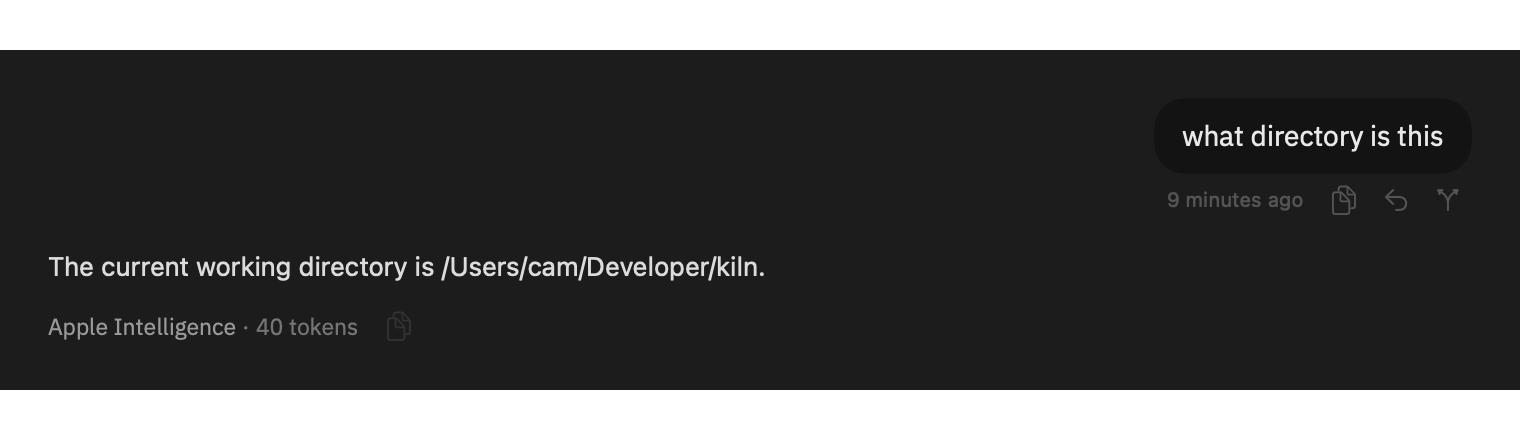 what directory is this
9 minutes ago
The current working directory is /Users/cam/Developer/kiln.
Apple Intelligence · 40 tokens